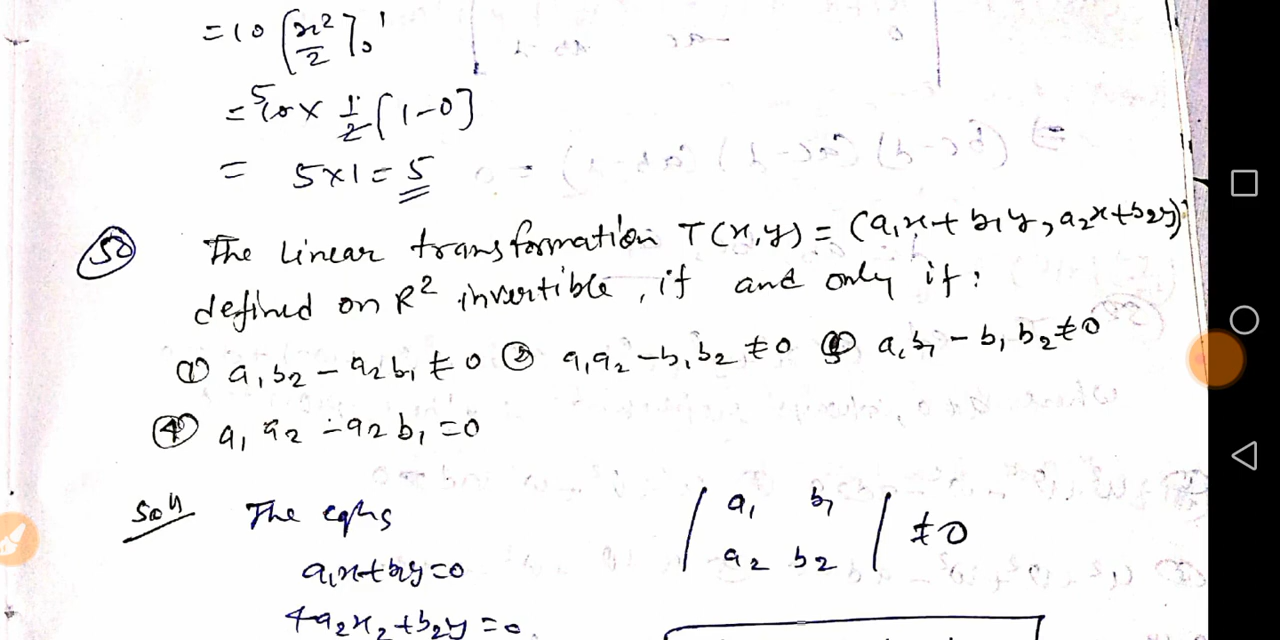 = 10 [x²/2]₀¹
= 10 × 1/2 [1-0]
= 5×1 = 5
50 The linear transformation T(x,y) = (a₁x + b₁y, a₂x + b₂y)
defined on R² invertible, if and only if:
① a₁b₂ - a₂b₁ ≠ 0 ② a₁a₂ - b₁b₂ ≠ 0 ③ a₁b₁ - b₁b₂ ≠ 0
④ a₁a₂ - a₂b₁ = 0
Soln The eqns
| a₁ b₁ |
| a₂ b₂ | ≠ 0
a₁x + b₁y = 0
+ a₂x₂ + b₂y = 0.